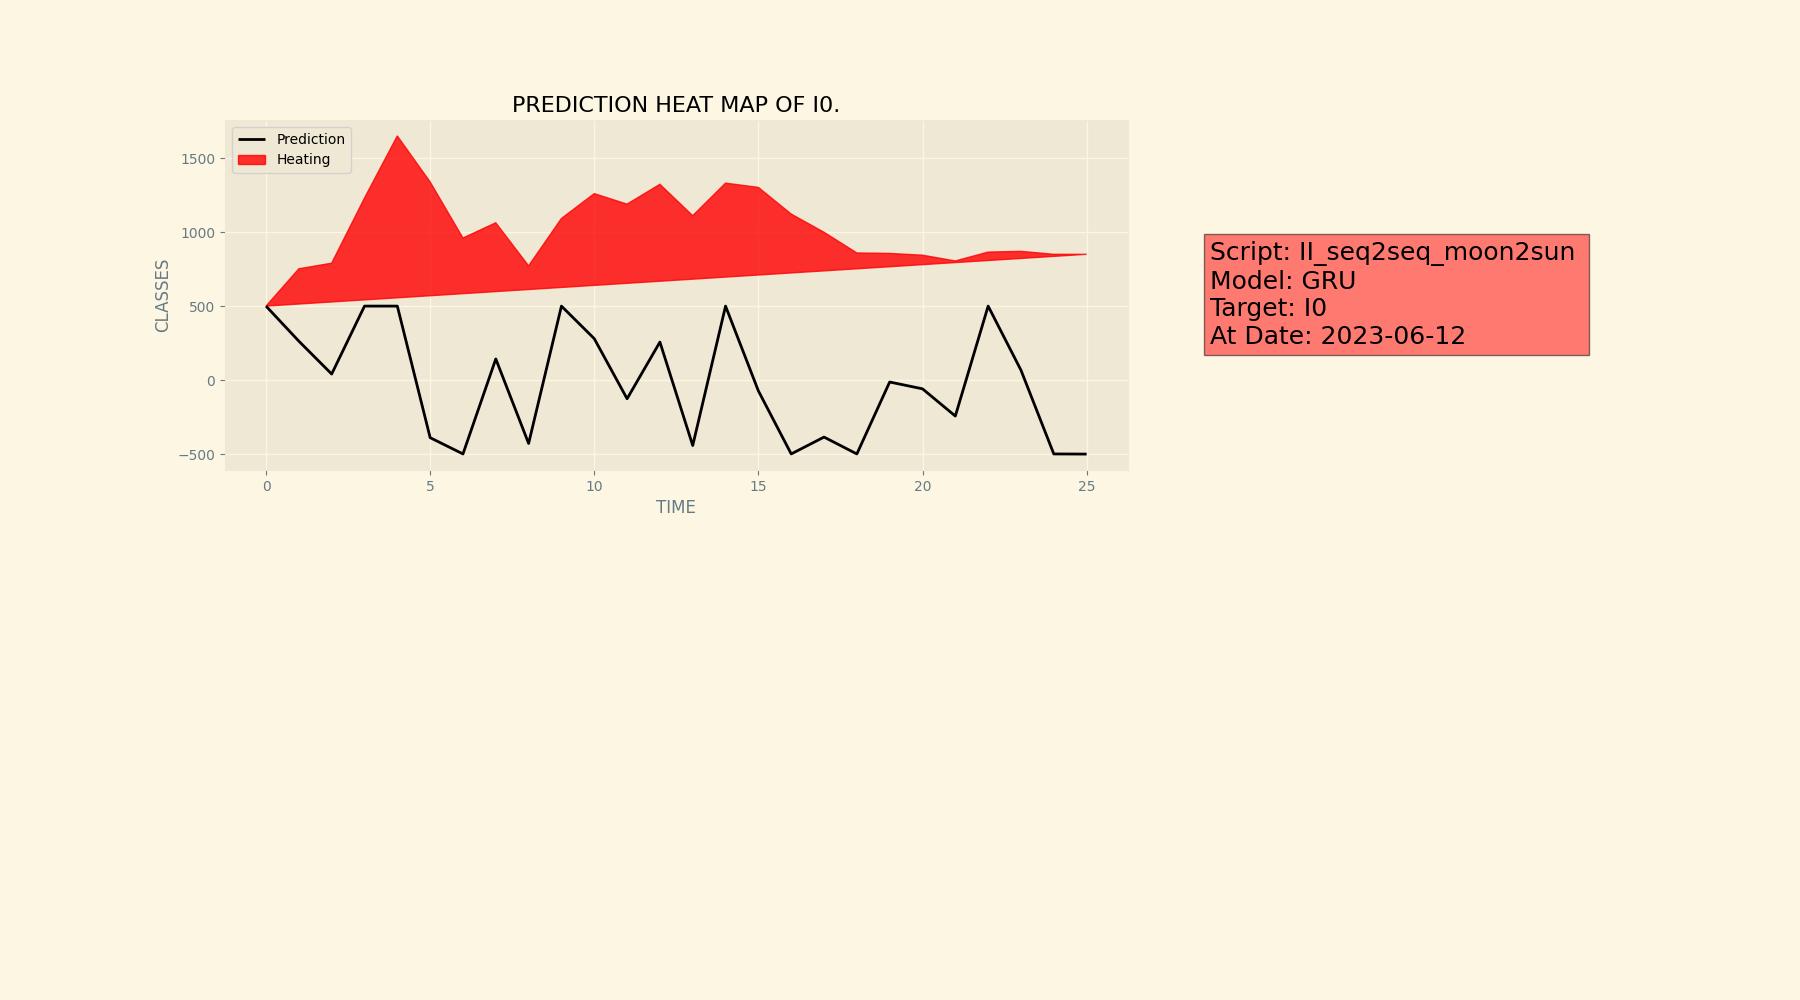 PREDICTION HEAT MAP OF I0.
Prediction
Heating
1500
1000
500
0
−500
CLASSES
0 5 10 15 20 25
TIME
Script: II_seq2seq_moon2sun
Model: GRU
Target: I0
At Date: 2023-06-12